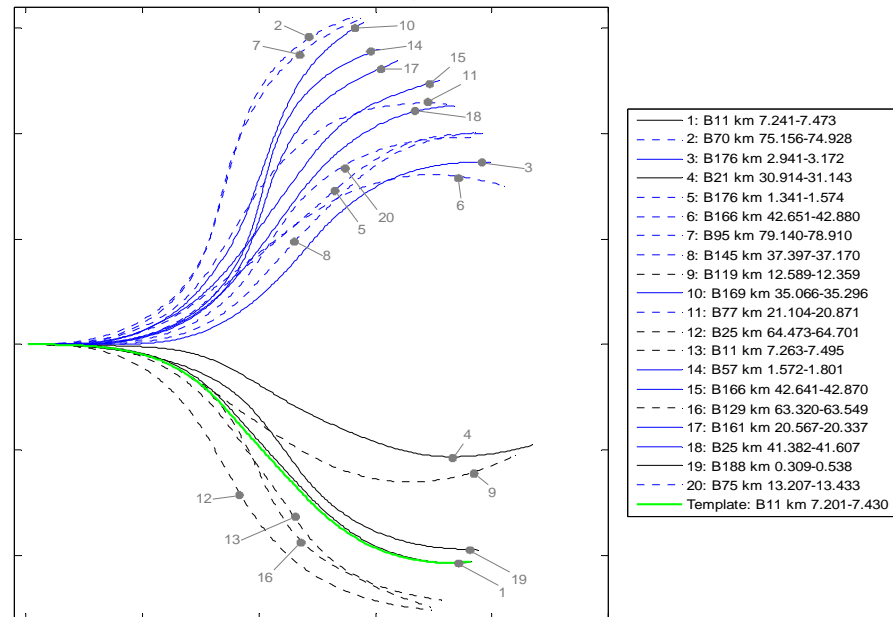 2
10
7
14
17
15
11
18
3
20
6
5
8
4
9
12
13
16
19
1
1: B11 km 7.241-7.473
2: B70 km 75.156-74.928
3: B176 km 2.941-3.172
4: B21 km 30.914-31.143
5: B176 km 1.341-1.574
6: B166 km 42.651-42.880
7: B95 km 79.140-78.910
8: B145 km 37.397-37.170
9: B119 km 12.589-12.359
10: B169 km 35.066-35.296
11: B77 km 21.104-20.871
12: B25 km 64.473-64.701
13: B11 km 7.263-7.495
14: B57 km 1.572-1.801
15: B166 km 42.641-42.870
16: B129 km 63.320-63.549
17: B161 km 20.567-20.337
18: B25 km 41.382-41.607
19: B188 km 0.309-0.538
20: B75 km 13.207-13.433
Template: B11 km 7.201-7.430